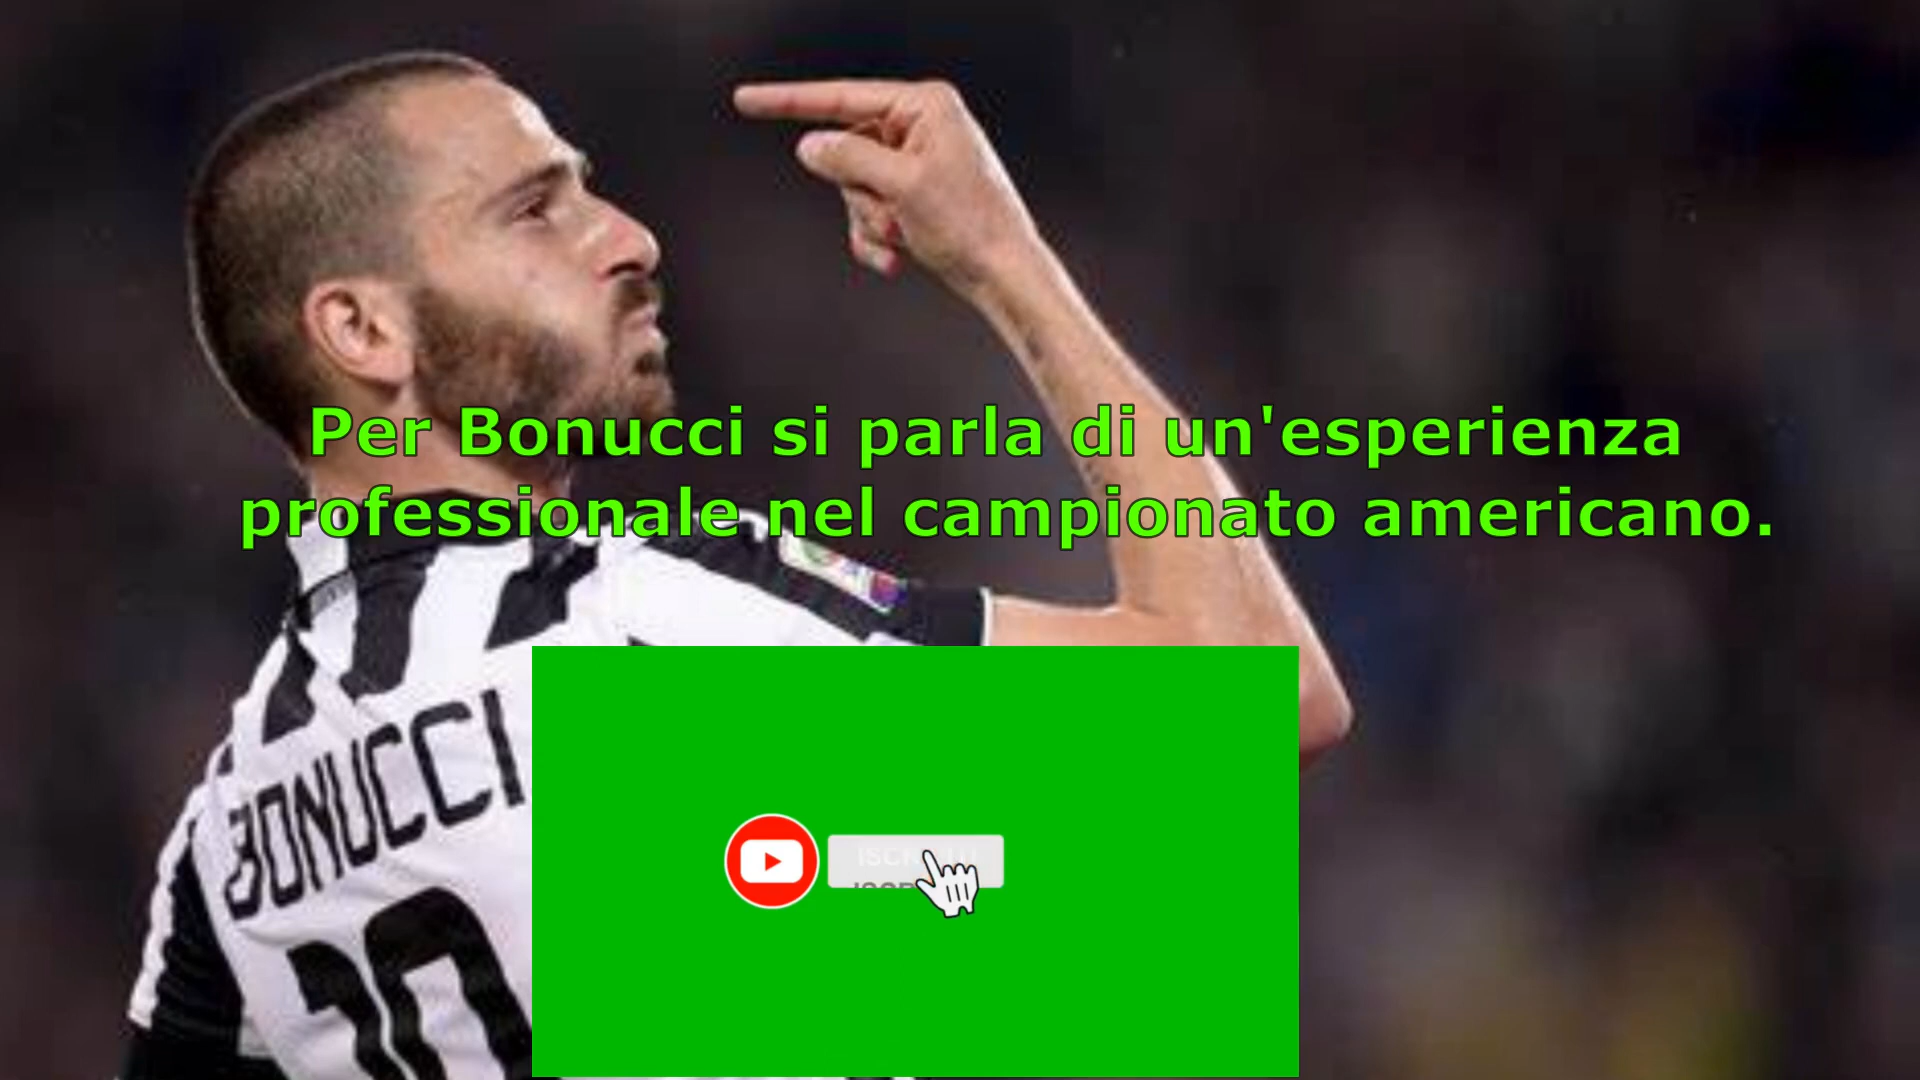 Per Bonucci si parla di un'esperienza
professionale nel campionato americano.
BONUCCI